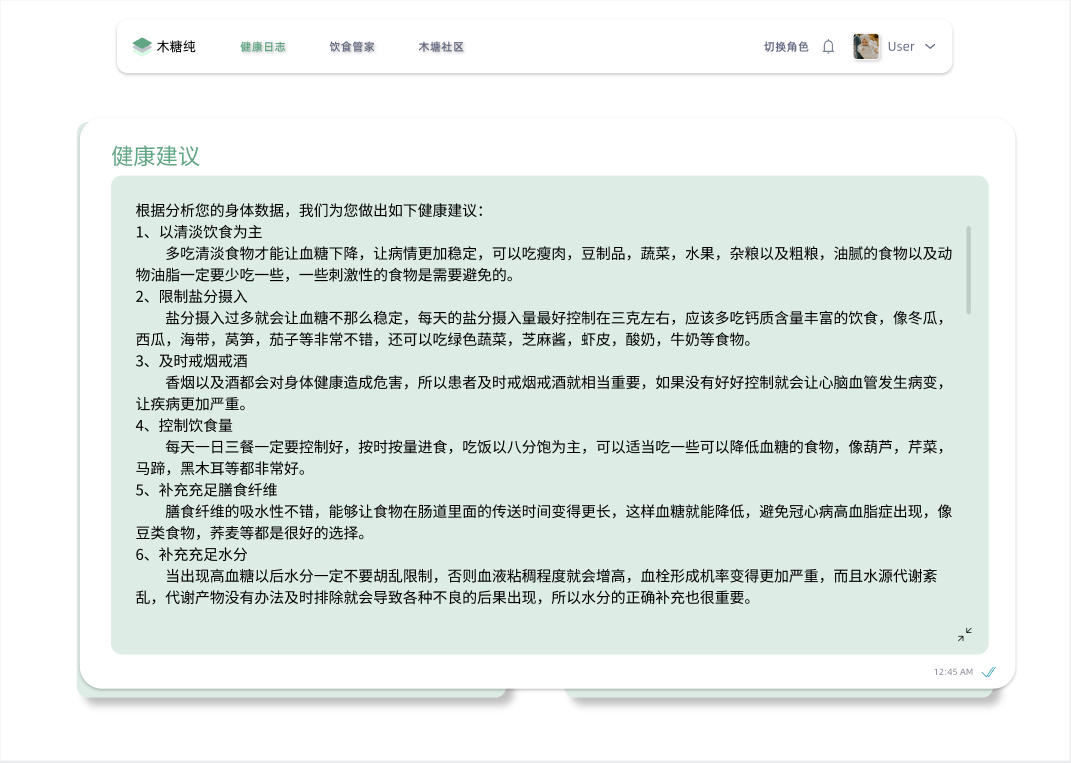 木糖纯 健康日志 饮食管家 木塘社区 切换角色 User
健康建议
根据分析您的身体数据，我们为您做出如下健康建议：
1、以清淡饮食为主
多吃清淡食物才能让血糖下降，让病情更加稳定，可以吃瘦肉，豆制品，蔬菜，水果，杂粮以及粗粮，油腻的食物以及动
物油脂一定要少吃一些，一些刺激性的食物是需要避免的。
2、限制盐分摄入
盐分摄入过多就会让血糖不那么稳定，每天的盐分摄入量最好控制在三克左右，应该多吃钙质含量丰富的饮食，像冬瓜，
西瓜，海带，莴笋，茄子等非常不错，还可以吃绿色蔬菜，芝麻酱，虾皮，酸奶，牛奶等食物。
3、及时戒烟戒酒
香烟以及酒都会对身体健康造成危害，所以患者及时戒烟戒酒就相当重要，如果没有好好控制就会让心脑血管发生病变，
让疾病更加严重。
4、控制饮食量
每天一日三餐一定要控制好，按时按量进食，吃饭以八分饱为主，可以适当吃一些可以降低血糖的食物，像葫芦，芹菜，
马蹄，黑木耳等都非常好。
5、补充充足膳食纤维
膳食纤维的吸水性不错，能够让食物在肠道里面的传送时间变得更长，这样血糖就能降低，避免冠心病高血脂症出现，像
豆类食物，荞麦等都是很好的选择。
6、补充充足水分
当出现高血糖以后水分一定不要胡乱限制，否则血液粘稠程度就会增高，血栓形成机率变得更加严重，而且水源代谢紊
乱，代谢产物没有办法及时排除就会导致各种不良的后果出现，所以水分的正确补充也很重要。
12:45 AM